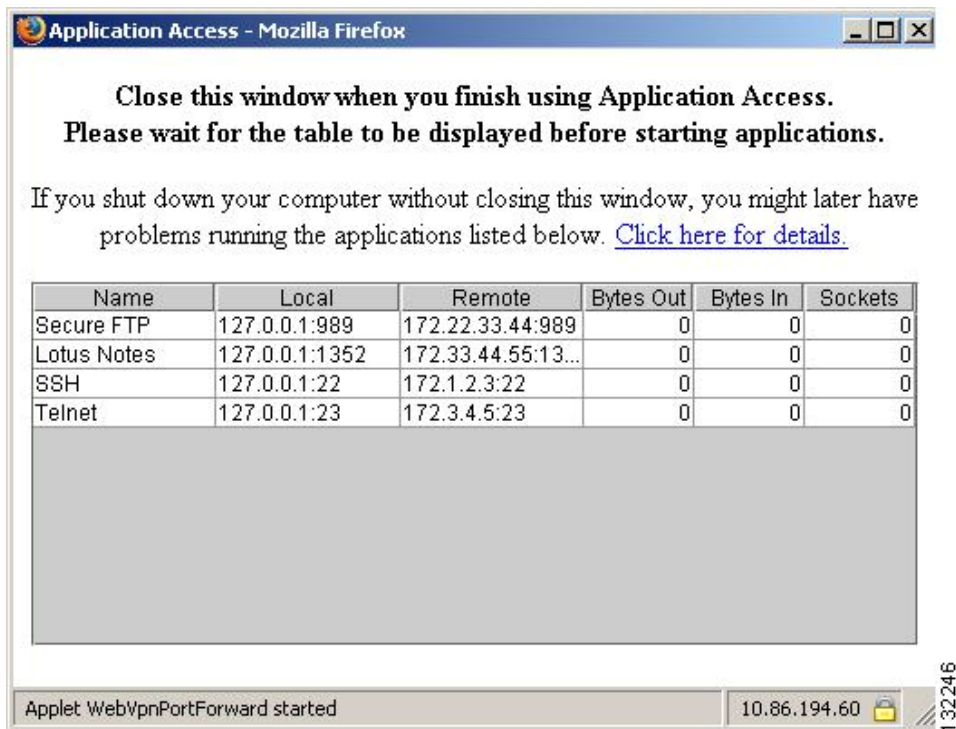 Application Access - Mozilla Firefox
Close this window when you finish using Application Access.
Please wait for the table to be displayed before starting applications.
If you shut down your computer without closing this window, you might later have
problems running the applications listed below. Click here for details.
Name Local Remote Bytes Out Bytes In Sockets
Secure FTP 127.0.0.1:989 172.22.33.44:989 0 0 0
Lotus Notes 127.0.0.1:1352 172.33.44.55:13... 0 0 0
SSH 127.0.0.1:22 172.1.2.3:22 0 0 0
Telnet 127.0.0.1:23 172.3.4.5:23 0 0 0
Applet WebVpnPortForward started 10.86.194.60
132246